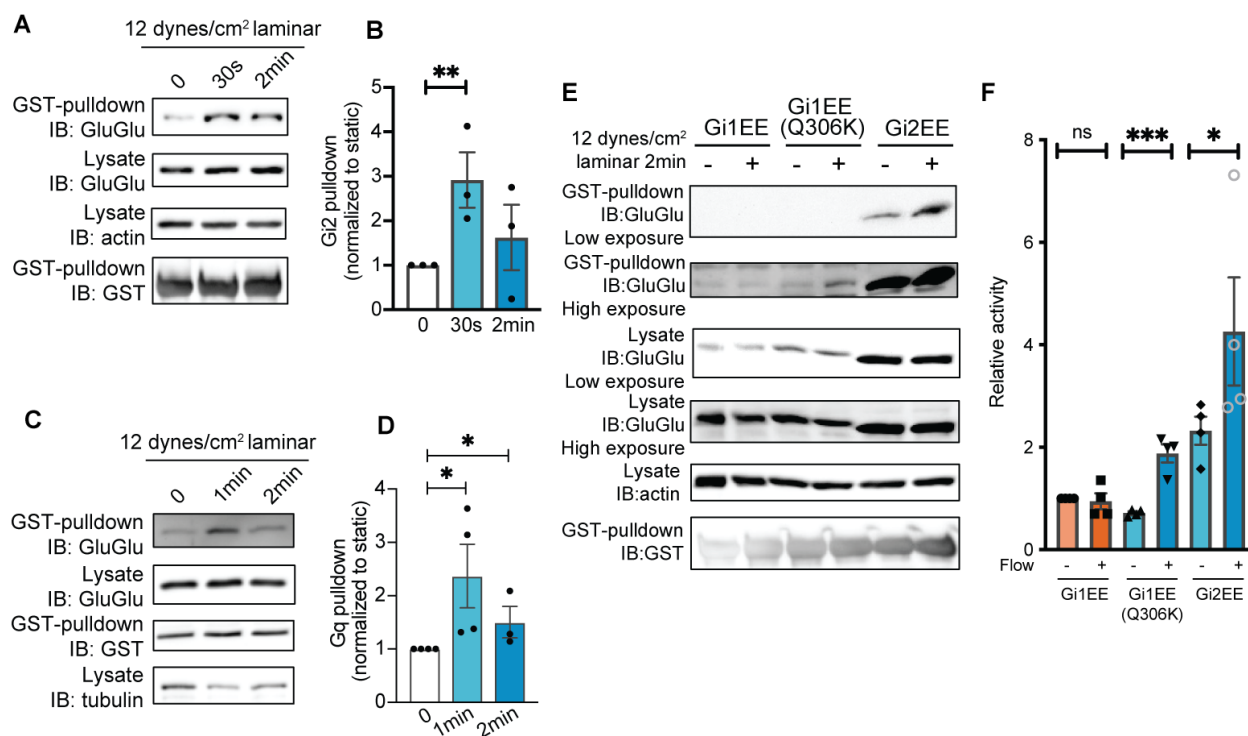 A
12 dynes/cm² laminar
0 30s 2min
GST-pulldown
IB: GluGlu
Lysate
IB: GluGlu
Lysate
IB: actin
GST-pulldown
IB: GST
B
**
Gi2 pulldown
(normalized to static)
5
4
3
2
1
0
0 30s 2min
C
12 dynes/cm² laminar
0 1min 2min
GST-pulldown
IB: GluGlu
Lysate
IB: GluGlu
GST-pulldown
IB: GST
Lysate
IB: tubulin
D
*
*
Gq pulldown
(normalized to static)
4
3
2
1
0
0 1min 2min
E
12 dynes/cm²
laminar 2min
Gi1EE
Gi1EE
(Q306K)
Gi2EE
- + - + - +
GST-pulldown
IB:GluGlu
Low exposure
GST-pulldown
IB:GluGlu
High exposure
Lysate
IB:GluGlu
Low exposure
Lysate
IB:GluGlu
High exposure
Lysate
IB:actin
GST-pulldown
IB:GST
F
ns *** *
Relative activity
8
6
4
2
0
Flow - + - + - +
Gi1EE Gi1EE Gi2EE
(Q306K)